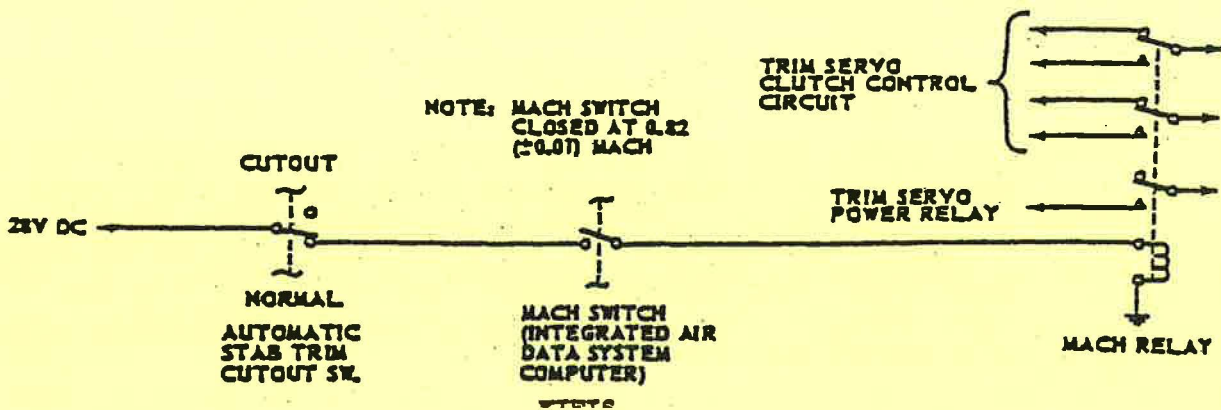 TRIM SERVO
CLUTCH CONTROL
CIRCUIT
NOTE: MACH SWITCH
CLOSED AT 0.82
(±0.07) MACH
CUTOUT
TRIM SERVO
POWER RELAY
28V DC
NORMAL
AUTOMATIC
STAB TRIM
CUTOUT SW.
MACH SWITCH
(INTEGRATED AIR
DATA SYSTEM
COMPUTER)
MACH RELAY